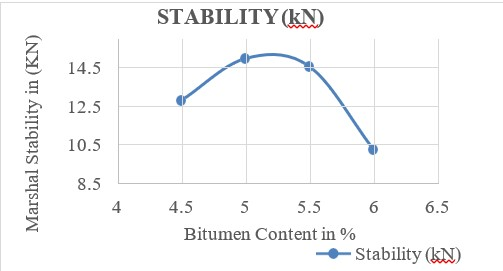 STABILITY (kN)
Marshal Stability in (KN)
14.5
12.5
10.5
8.5
4 4.5 5 5.5 6 6.5
Bitumen Content in %
Stability (kN)